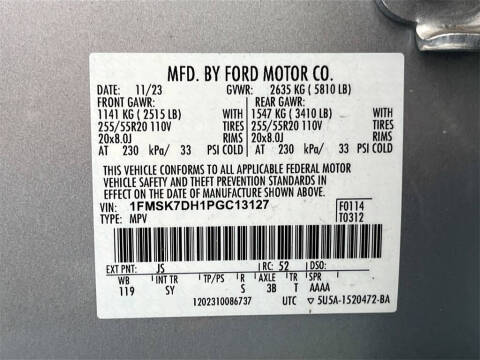 MFD. BY FORD MOTOR CO.
DATE: 11/23 GVWR: 2635 KG ( 5810 LB)
FRONT GAWR: REAR GAWR:
1141 KG ( 2515 LB) WITH 1547 KG ( 3410 LB) WITH
255/55R20 110V TIRES 255/55R20 110V TIRES
20x8.0J RIMS 20x8.0J RIMS
AT 230 kPa/ 33 PSI COLD AT 230 kPa/ 33 PSI COLD
THIS VEHICLE CONFORMS TO ALL APPLICABLE FEDERAL MOTOR
VEHICLE SAFETY AND THEFT PREVENTION STANDARDS IN
EFFECT ON THE DATE OF MANUFACTURE SHOWN ABOVE.
VIN: 1FMSK7DH1PGC13127 F0114
TYPE: MPV T0312
EXT PNT: JS RC: 52 DSO:
WB INT TR TP/PS R AXLE TR SPR
119 SY S 3B T AAAA
1202310086737 UTC ▽ 5U5A-1520472-BA